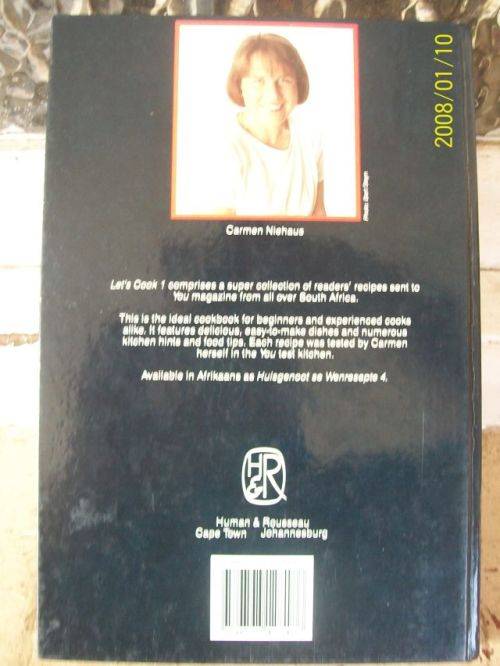 2008/01/10
Carmen Niehaus
Let's Cook 1 comprises a super collection of readers' recipes sent to
You magazine from all over South Africa.
This is the ideal cookbook for beginners and experienced cooks
alike. It features delicious, easy-to-make dishes and numerous
kitchen hints and food tips. Each recipe was tested by Carmen
herself in the You test kitchen.
Available in Afrikaans as Huisgenoot se Wenresepte 4.
H&R
Human & Rousseau
Cape Town Johannesburg